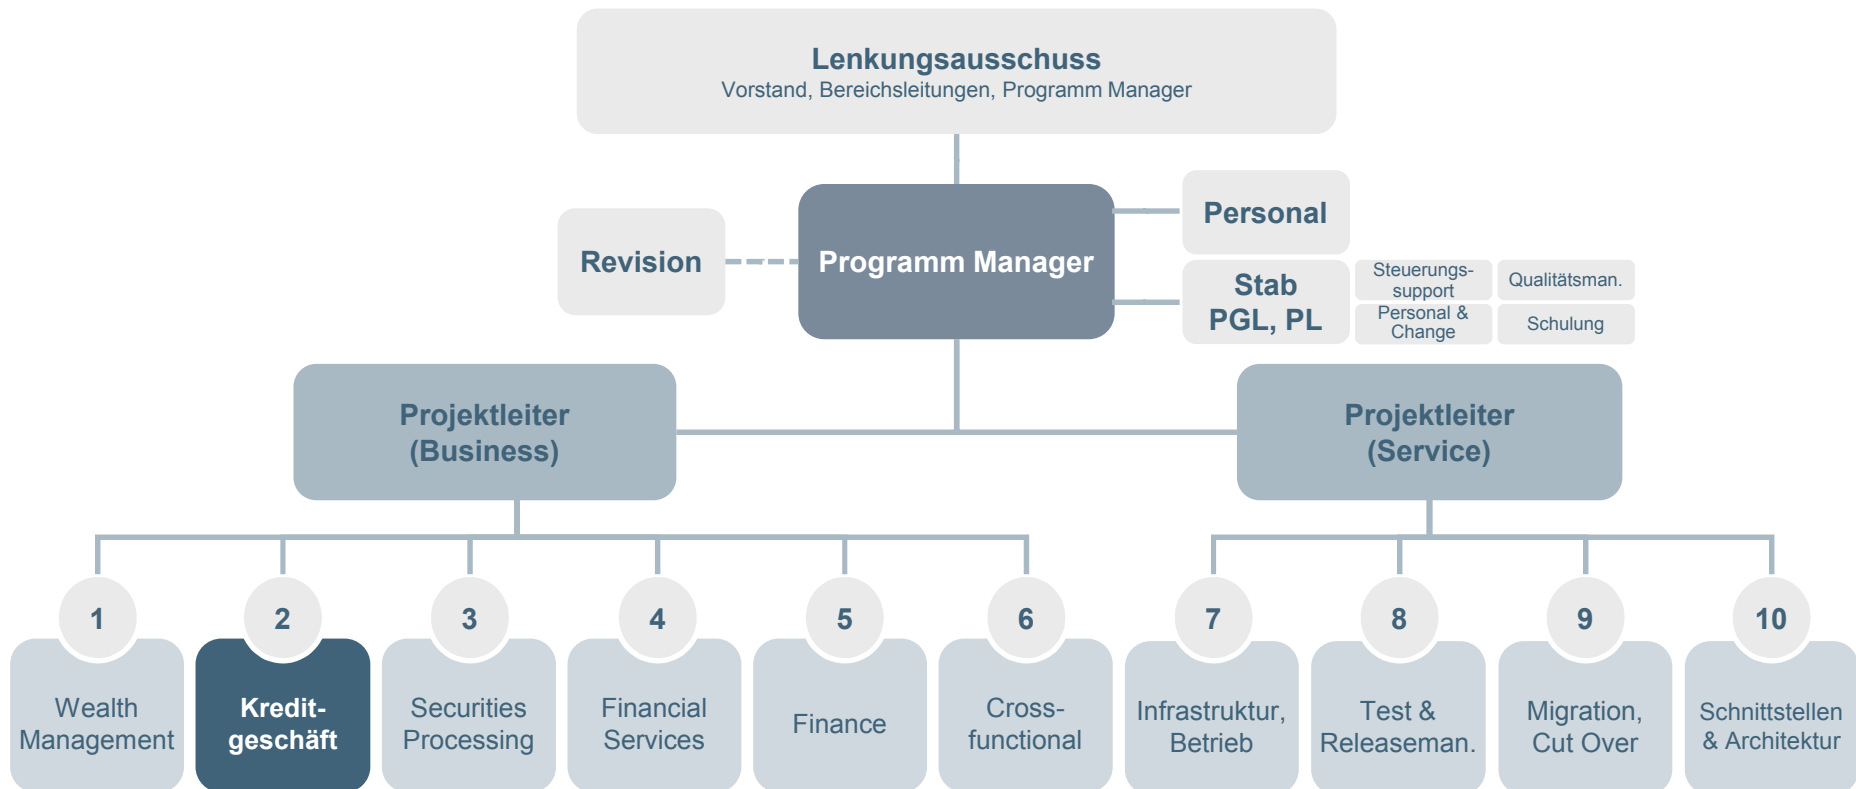 Lenkungsausschuss
Vorstand, Bereichsleitungen, Programm Manager
Revision
Programm Manager
Personal
Stab
PGL, PL
Steuerungs-
support
Qualitätsman.
Personal &
Change
Schulung
Projektleiter
(Business)
Projektleiter
(Service)
1
Wealth
Management
2
Kredit-
geschäft
3
Securities
Processing
4
Financial
Services
5
Finance
6
Cross-
functional
7
Infrastruktur,
Betrieb
8
Test &
Releaseman.
9
Migration,
Cut Over
10
Schnittstellen
& Architektur